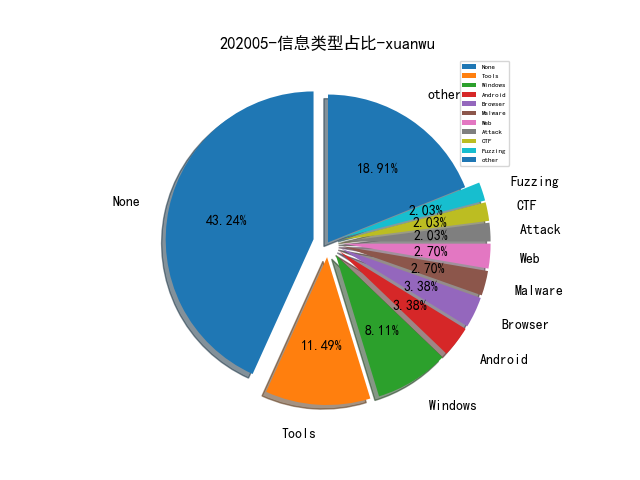 202005-信息类型占比-xuanwu
None
Tools
Windows
Android
Browser
Malware
Web
Attack
CTF
Fuzzing
other
other
18.91%
Fuzzing
2.03%
CTF
2.03%
Attack
2.03%
Web
2.70%
Malware
2.70%
Browser
3.38%
Android
3.38%
Windows
8.11%
Tools
11.49%
None
43.24%